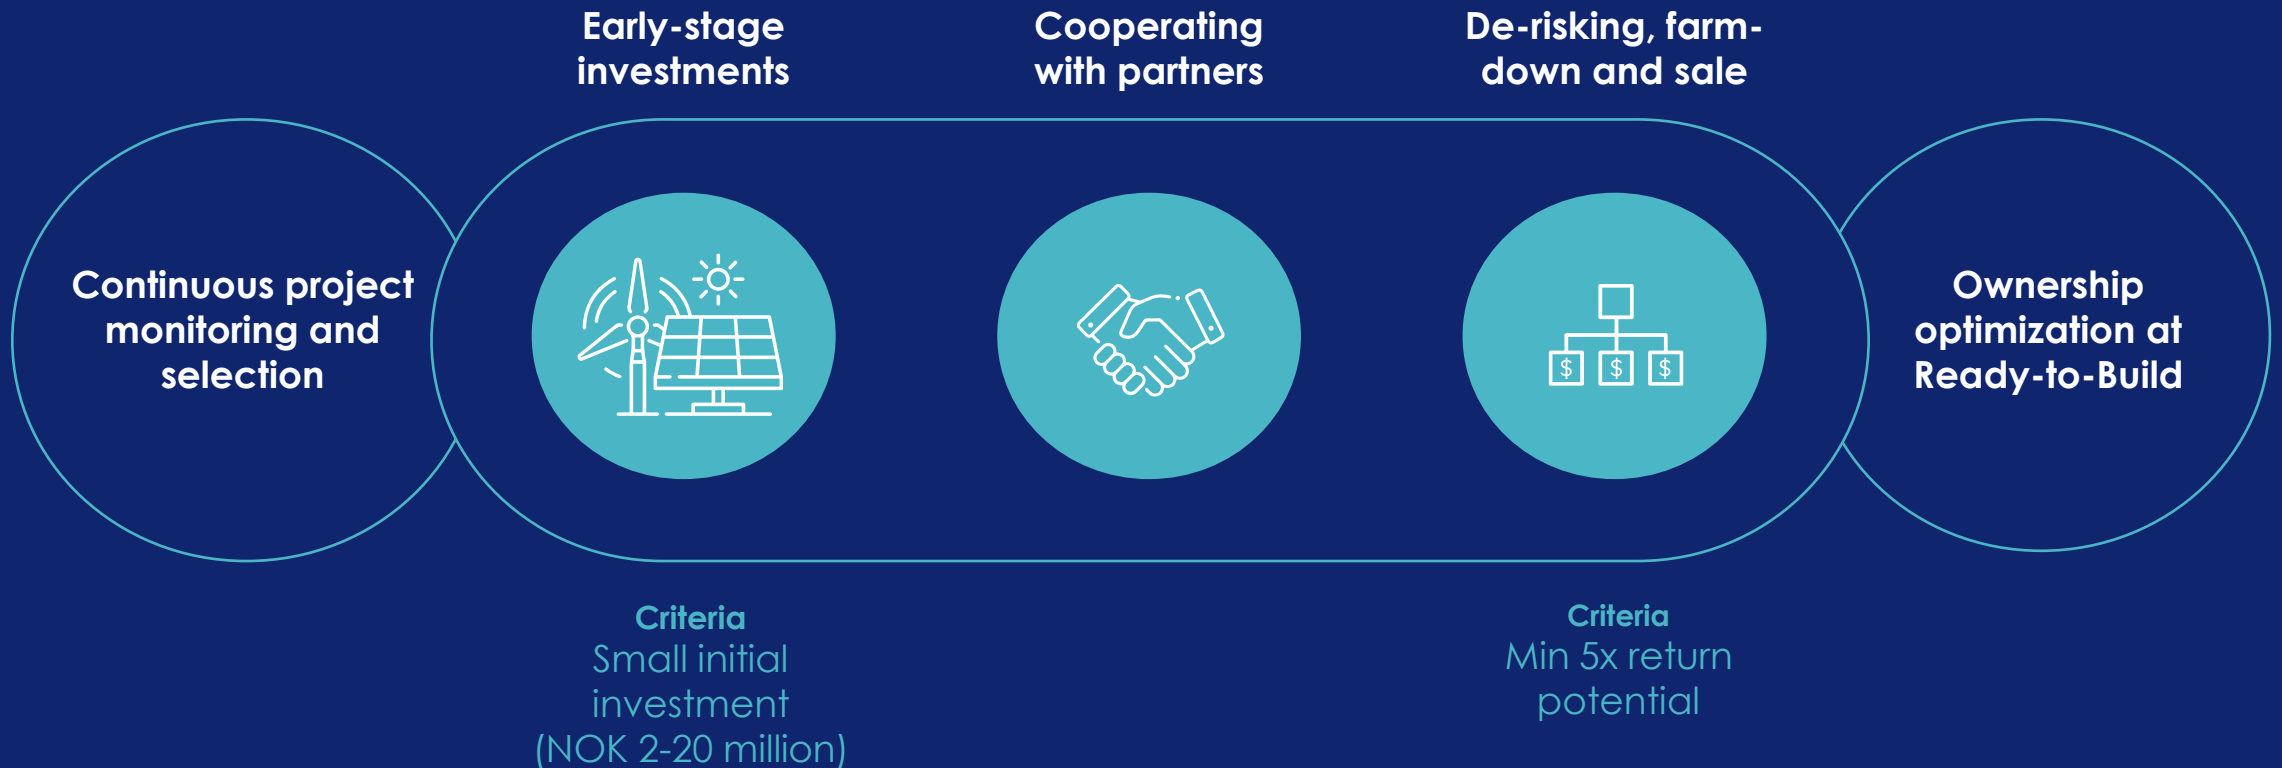 Early-stage
investments
Cooperating
with partners
De-risking, farm-
down and sale
Continuous project
monitoring and
selection
$ $ $
Ownership
optimization at
Ready-to-Build
Criteria
Small initial
investment
(NOK 2-20 million)
Criteria
Min 5x return
potential